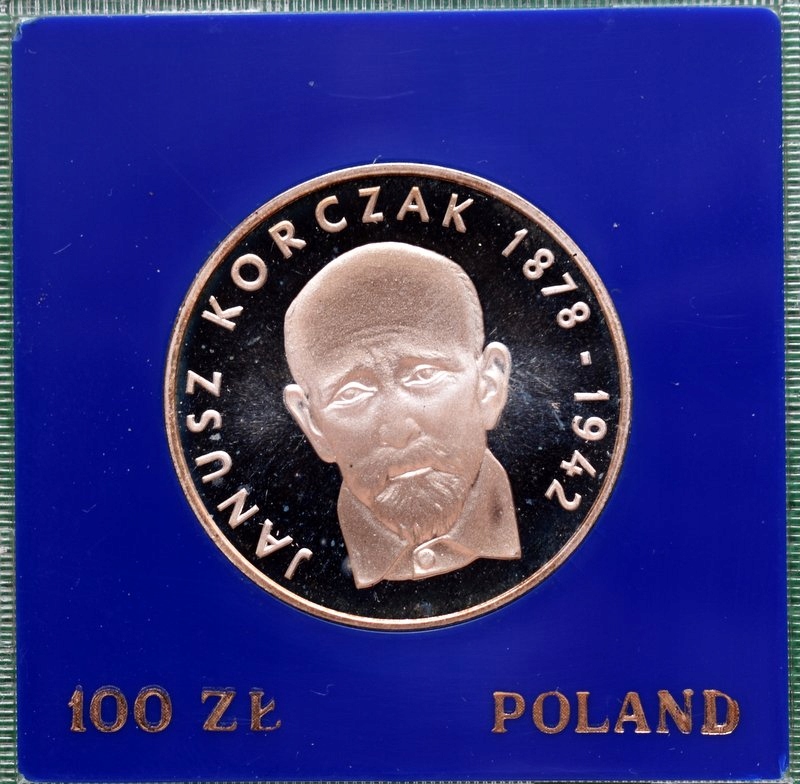 JANUSZ KORCZAK 1878 - 1942
100 ZŁ
POLAND